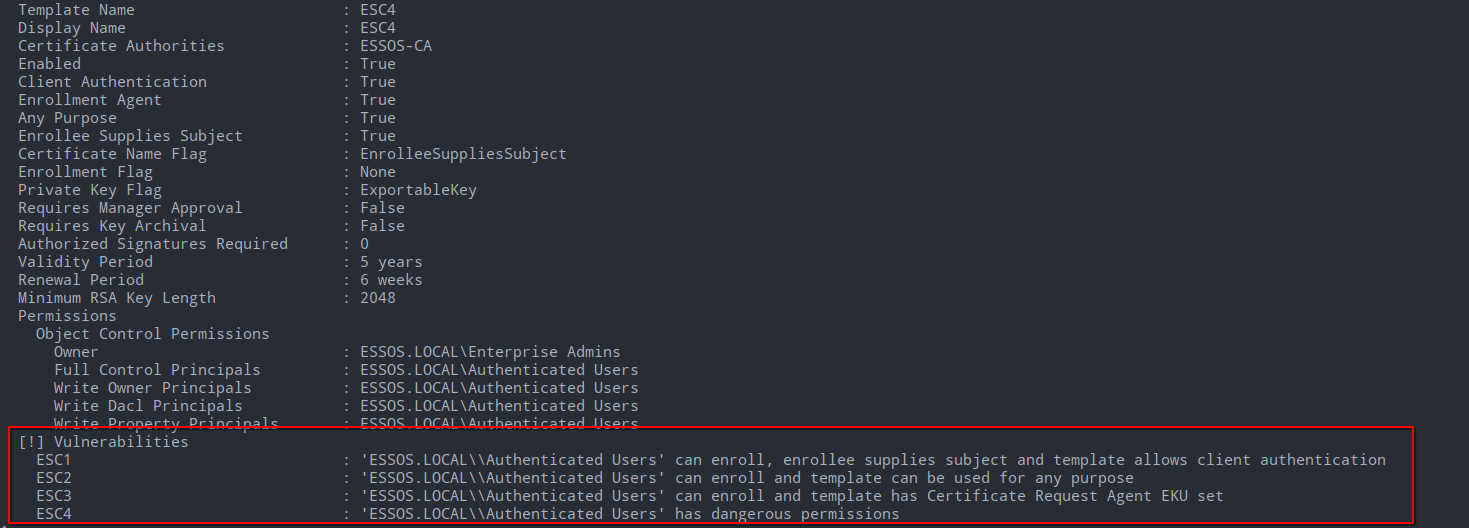 Template Name : ESC4
Display Name : ESC4
Certificate Authorities : ESSOS-CA
Enabled : True
Client Authentication : True
Enrollment Agent : True
Any Purpose : True
Enrollee Supplies Subject : True
Certificate Name Flag : EnrolleeSuppliesSubject
Enrollment Flag : None
Private Key Flag : ExportableKey
Requires Manager Approval : False
Requires Key Archival : False
Authorized Signatures Required : 0
Validity Period : 5 years
Renewal Period : 6 weeks
Minimum RSA Key Length : 2048
Permissions
Object Control Permissions
Owner : ESSOS.LOCAL\Enterprise Admins
Full Control Principals : ESSOS.LOCAL\Authenticated Users
Write Owner Principals : ESSOS.LOCAL\Authenticated Users
Write Dacl Principals : ESSOS.LOCAL\Authenticated Users
Write Property Principals : ESSOS.LOCAL\Authenticated Users
[!] Vulnerabilities
ESC1 : 'ESSOS.LOCAL\\Authenticated Users' can enroll, enrollee supplies subject and template allows client authentication
ESC2 : 'ESSOS.LOCAL\\Authenticated Users' can enroll and template can be used for any purpose
ESC3 : 'ESSOS.LOCAL\\Authenticated Users' can enroll and template has Certificate Request Agent EKU set
ESC4 : 'ESSOS.LOCAL\\Authenticated Users' has dangerous permissions